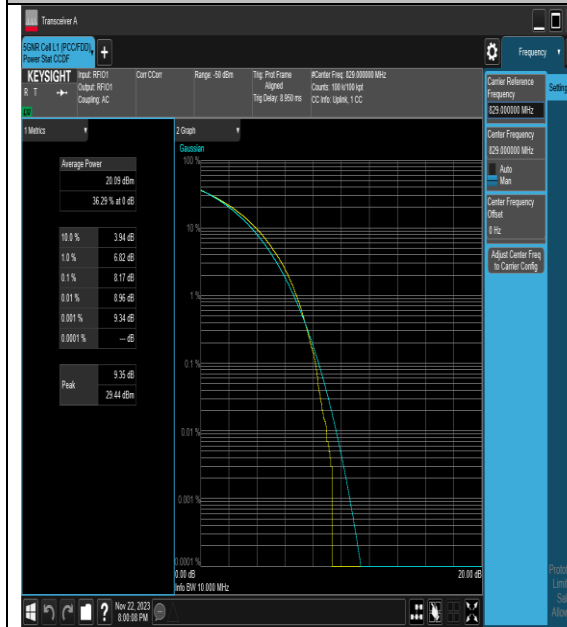 Transceiver A
5GNR Cell L1 (PCC/FDD),
Power Stat CCDF
Frequency
KEYSIGHT
R T
Input: RFIO1
Output: RFIO1
Coupling: AC
Corr CCorr
Range: -50 dBm
Trig: Prot Frame
Aligned
Trig Delay: 8.950 ms
#Center Freq: 829.000000 MHz
Counts: 100 k/100 kpt
CC Info: Uplink, 1 CC
Carrier Reference
Frequency
829.000000 MHz
Center Frequency
829.000000 MHz
Auto
Man
Center Frequency
Offset
0 Hz
Adjust Center Freq
to Carrier Config
Setting
1 Metrics
Average Power
20.09 dBm
36.29 % at 0 dB
10.0 % 3.94 dB
1.0 % 6.82 dB
0.1 % 8.17 dB
0.01 % 8.96 dB
0.001 % 9.34 dB
0.0001 % --- dB
Peak
9.35 dB
29.44 dBm
2 Graph
Gaussian
100 %
10 %
1 %
0.1 %
0.01 %
0.001 %
0.0001 %
0.00 dB
20.00 dB
Info BW 10.000 MHz
Nov 22, 2023
8:00:08 PM
?